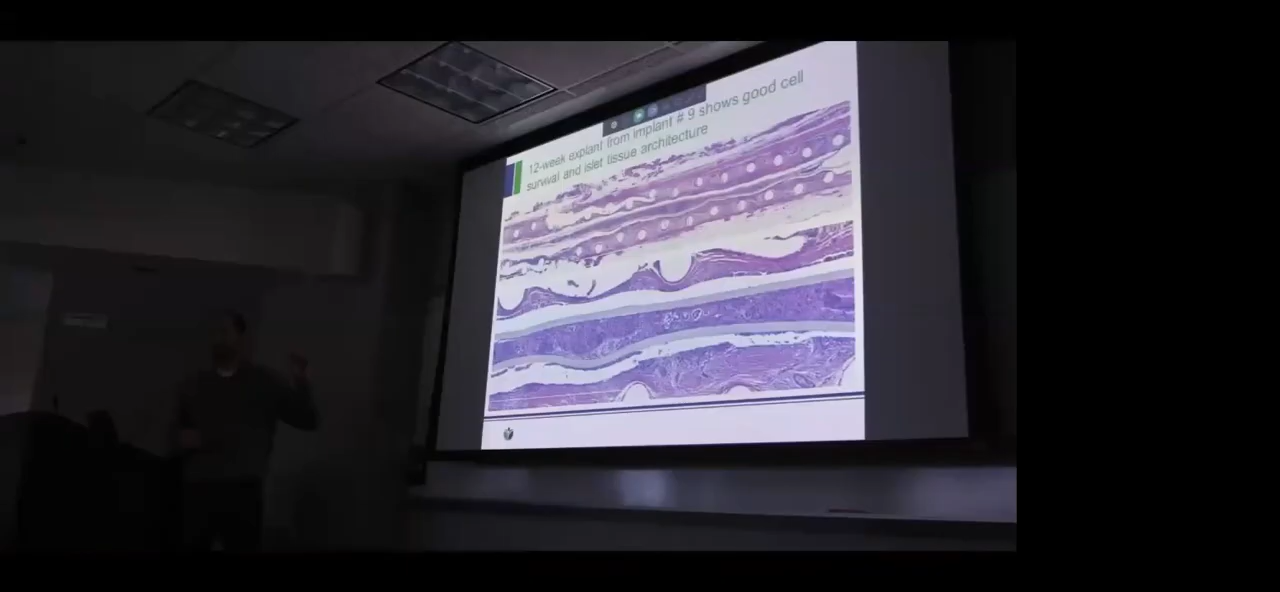 12-week explant from implant # 9 shows good cell
survival and islet tissue architecture